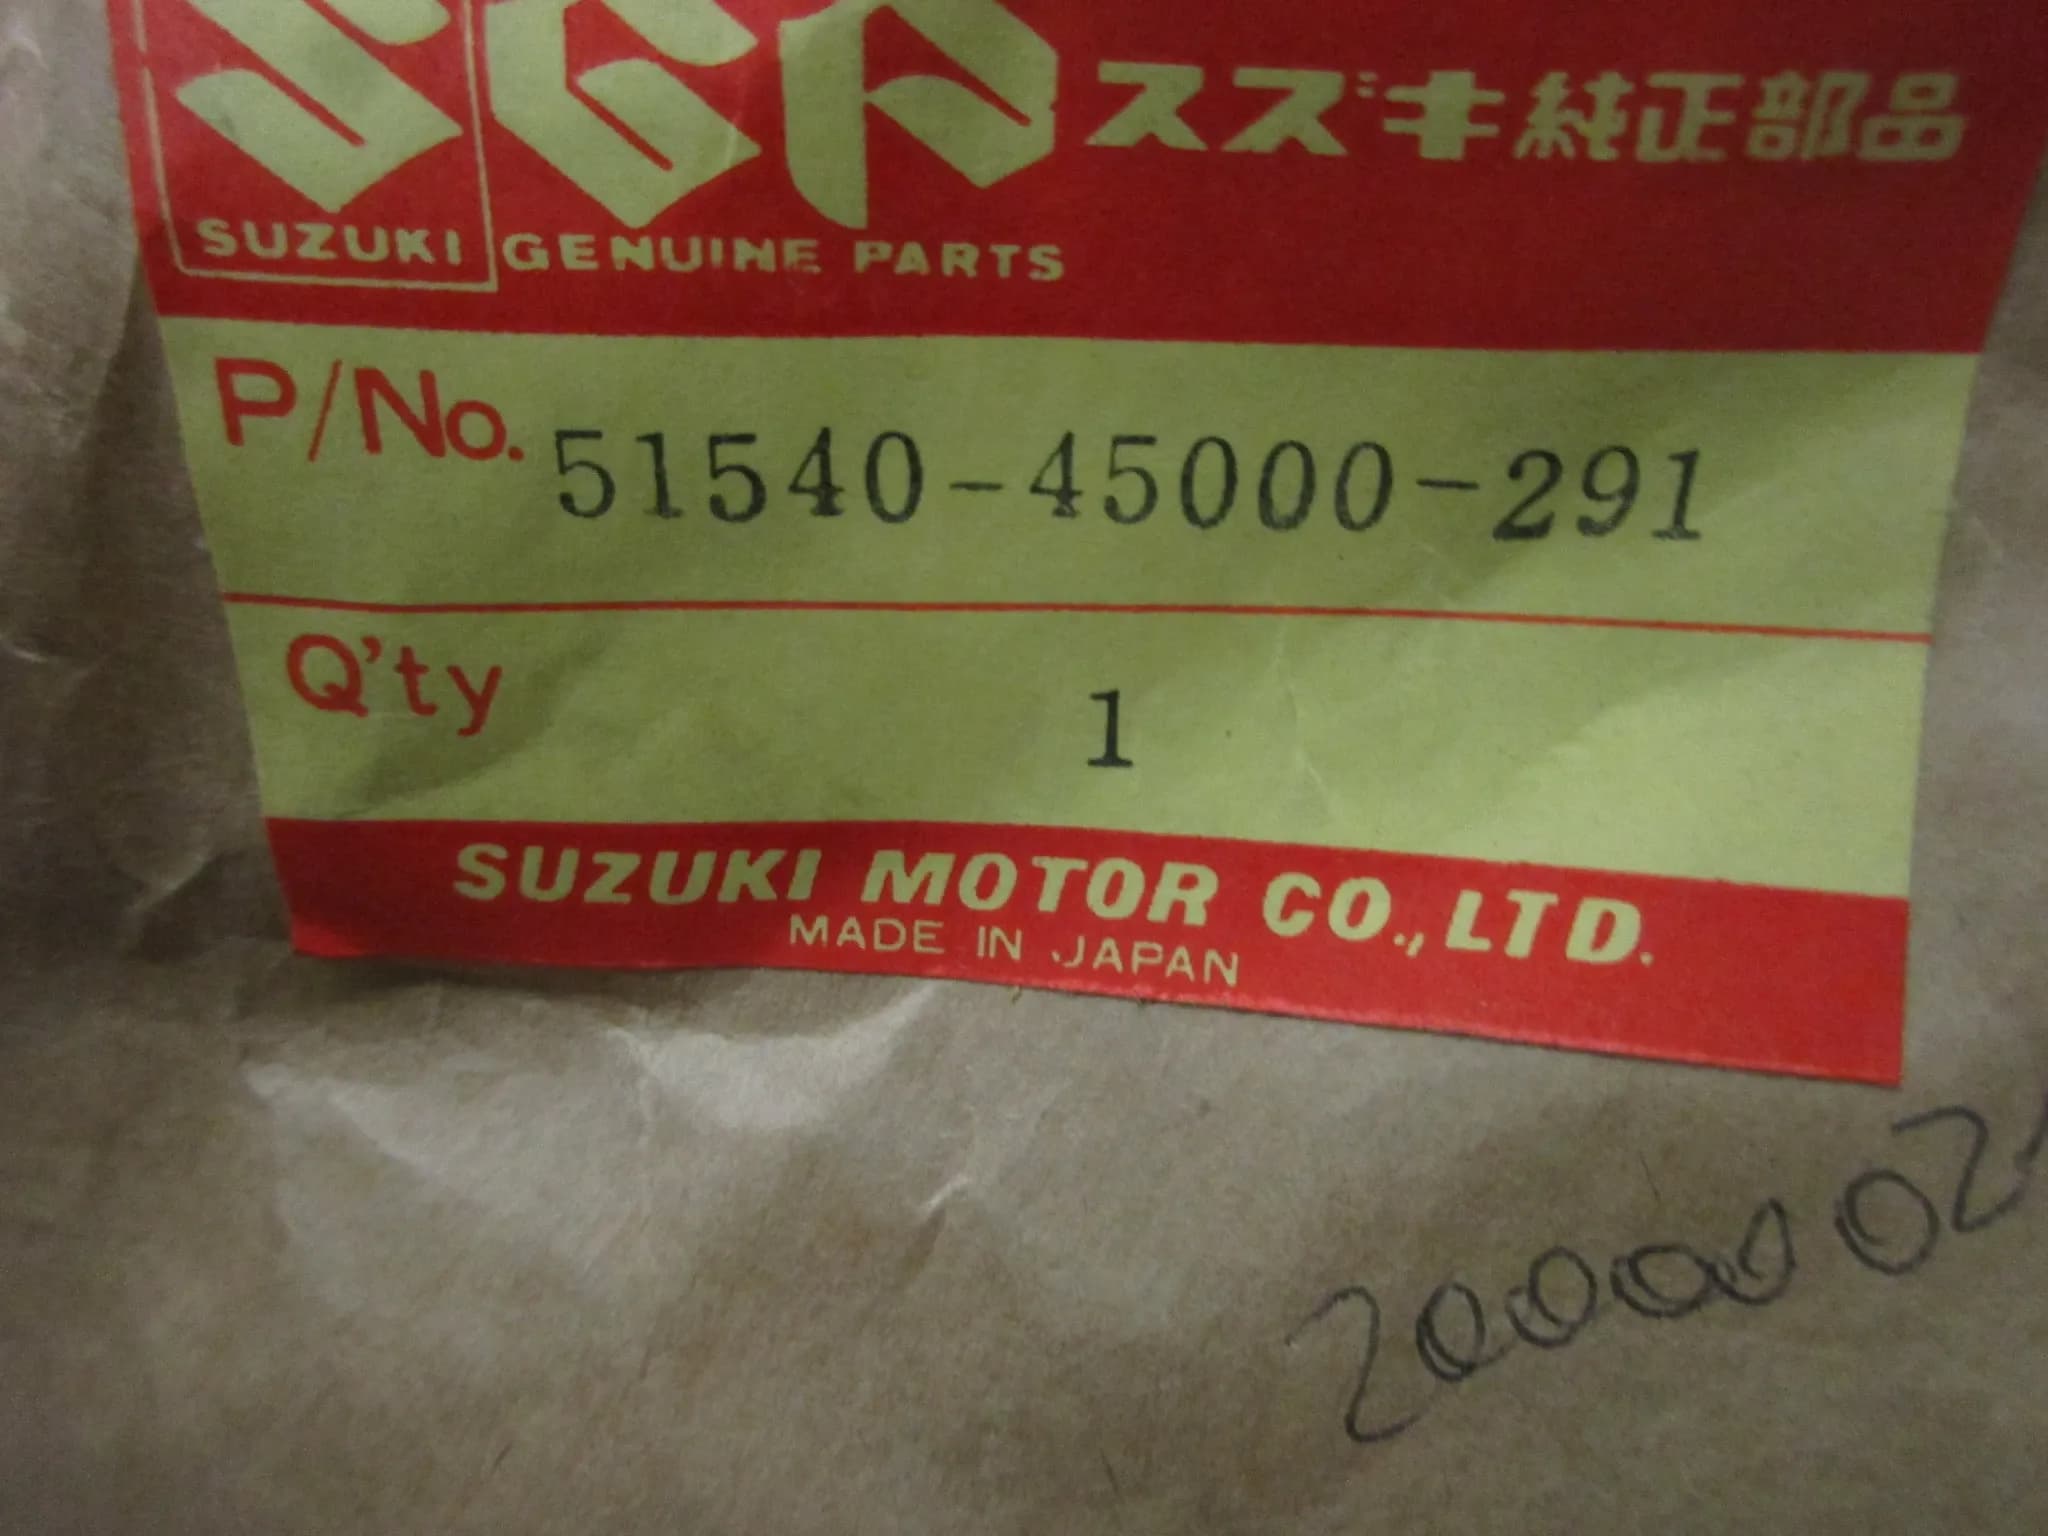 SGP スズキ純正部品
SUZUKI GENUINE PARTS
P/No. 51540-45000-291
Q'ty 1
SUZUKI MOTOR CO., LTD.
MADE IN JAPAN